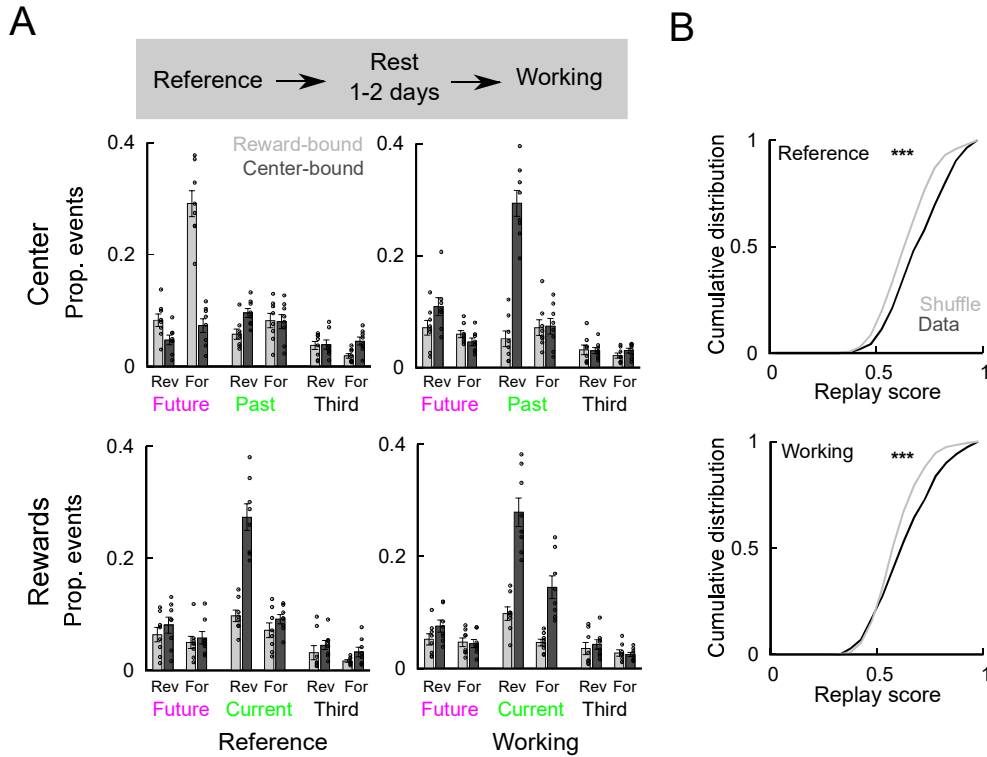 A
B
Reference
Rest
1-2 days
Working
Center
Prop. events
0.4
0.2
0
Reward-bound
Center-bound
Rev For Rev For Rev For
Future Past Third
0.4
0.2
0
Rev For Rev For Rev For
Future Past Third
Rewards
Prop. events
0.4
0.2
0
Rev For Rev For Rev For
Future Current Third
Reference
0.4
0.2
0
Rev For Rev For Rev For
Future Current Third
Working
Cumulative distribution
1
0.5
0
Reference ***
Shuffle
Data
0 0.5 1
Replay score
Cumulative distribution
1
0.5
0
Working ***
0 0.5 1
Replay score